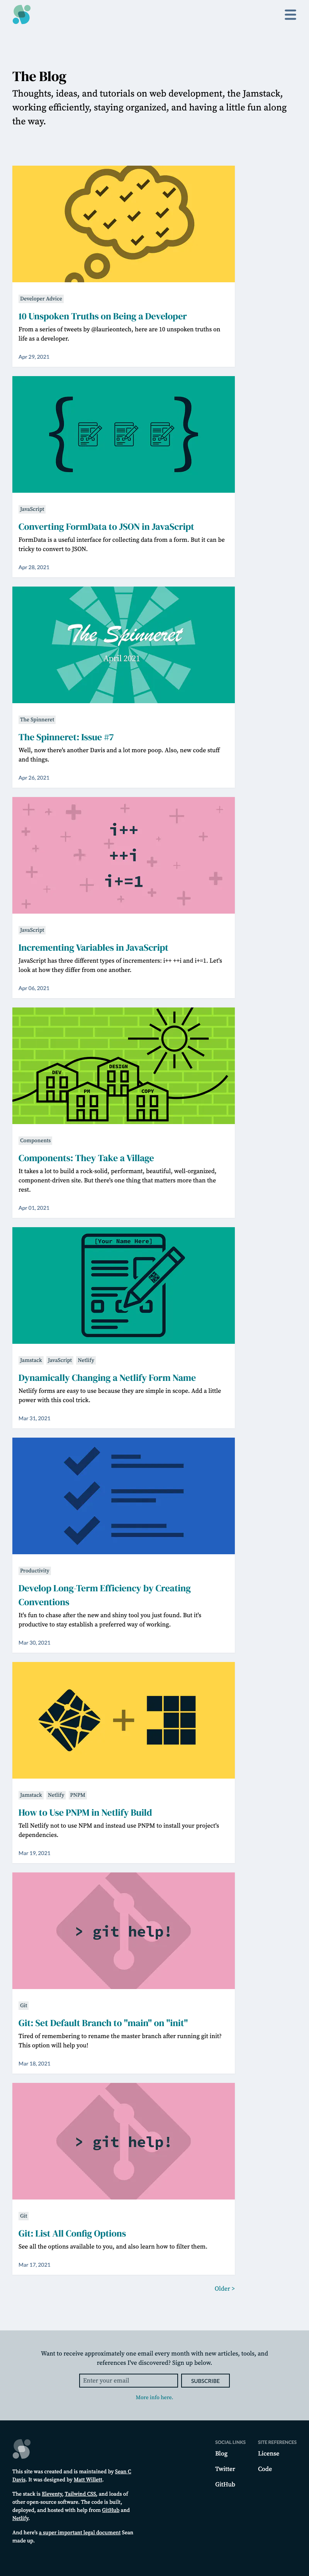 The Blog
Thoughts, ideas, and tutorials on web development, the Jamstack,
working efficiently, staying organized, and having a little fun along
the way.
Developer Advice
10 Unspoken Truths on Being a Developer
From a series of tweets by @laurieontech, here are 10 unspoken truths on
life as a developer.
Apr 29, 2021
{ }
JavaScript
Converting FormData to JSON in JavaScript
FormData is a useful interface for collecting data from a form. But it can be
tricky to convert to JSON.
Apr 28, 2021
The Spinneret
April 2021
The Spinneret
The Spinneret: Issue #7
Well, now there's another Davis and a lot more poop. Also, new code stuff
and things.
Apr 26, 2021
i++
++i
i+=1
JavaScript
Incrementing Variables in JavaScript
JavaScript has three different types of incrementers: i++ ++i and i+=1. Let's
look at how they differ from one another.
Apr 06, 2021
DEV
PM
DESIGN
COPY
Components
Components: They Take a Village
It takes a lot to build a rock-solid, performant, beautiful, well-organized,
component-driven site. But there's one thing that matters more than the
rest.
Apr 01, 2021
[Your Name Here]
Jamstack JavaScript Netlify
Dynamically Changing a Netlify Form Name
Netlify forms are easy to use because they are simple in scope. Add a little
power with this cool trick.
Mar 31, 2021
Productivity
Develop Long-Term Efficiency by Creating
Conventions
It's fun to chase after the new and shiny tool you just found. But it's
productive to stay establish a preferred way of working.
Mar 30, 2021
+
Jamstack Netlify PNPM
How to Use PNPM in Netlify Build
Tell Netlify not to use NPM and instead use PNPM to install your project's
dependencies.
Mar 19, 2021
> git help!
Git
Git: Set Default Branch to "main" on "init"
Tired of remembering to rename the master branch after running git init?
This option will help you!
Mar 18, 2021
> git help!
Git
Git: List All Config Options
See all the options available to you, and also learn how to filter them.
Mar 17, 2021
Older >
Want to receive approximately one email every month with new articles, tools, and
references I've discovered? Sign up below.
Enter your email SUBSCRIBE
More info here.
This site was created and is maintained by Sean C
Davis. It was designed by Matt Willett.
The stack is Eleventy, Tailwind CSS, and loads of
other open-source software. The code is built,
deployed, and hosted with help from GitHub and
Netlify.
And here's a super important legal document Sean
made up.
SOCIAL LINKS
Blog
Twitter
GitHub
SITE REFERENCES
License
Code